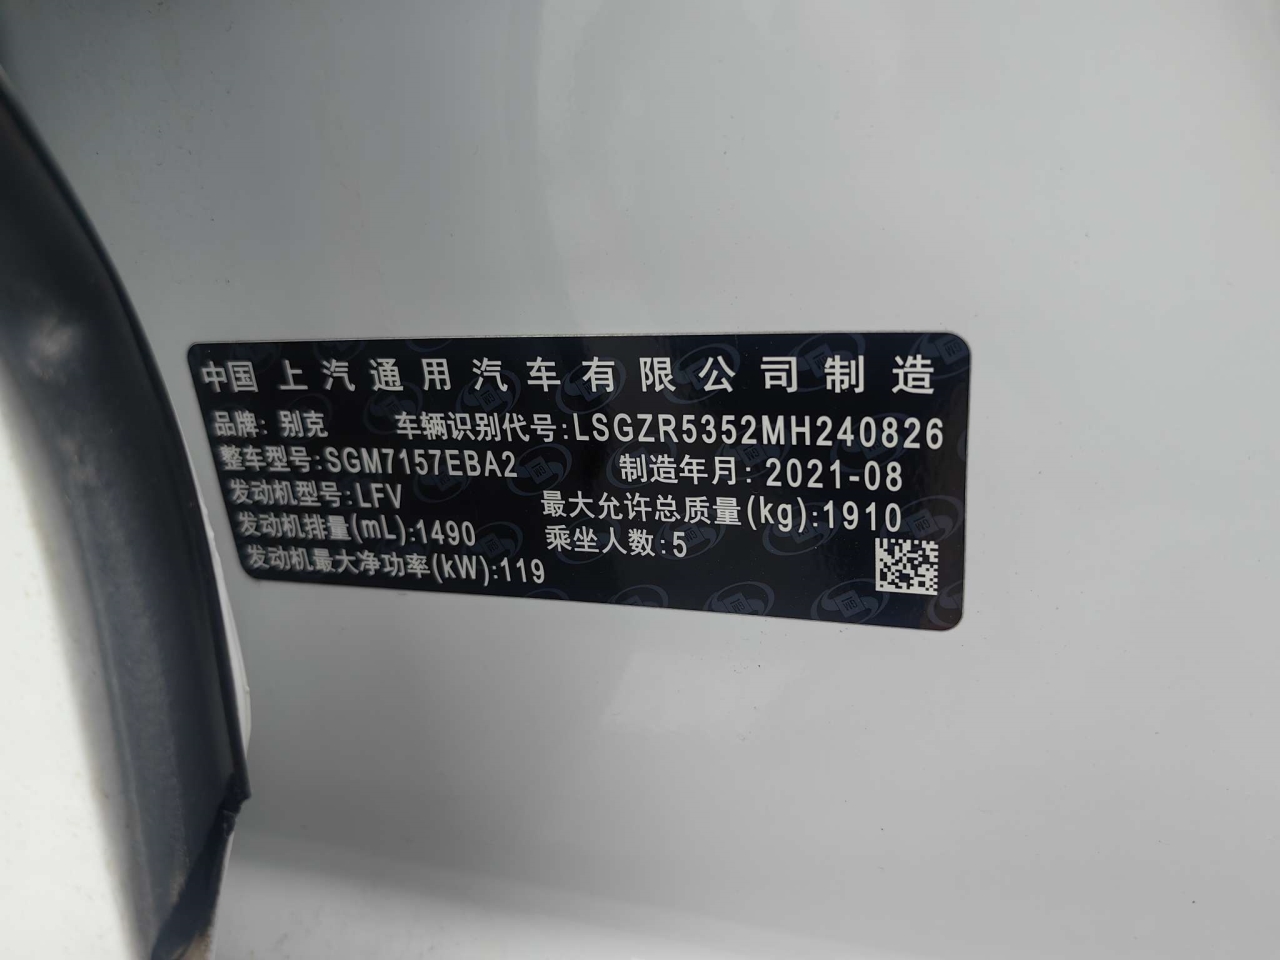 中国上汽通用汽车有限公司制造
品牌: 别克 车辆识别代号:LSGZR5352MH240826
整车型号:SGM7157EBA2 制造年月: 2021-08
发动机型号:LFV 最大允许总质量(kg):1910
发动机排量(mL):1490 乘坐人数:5
发动机最大净功率(kW):119